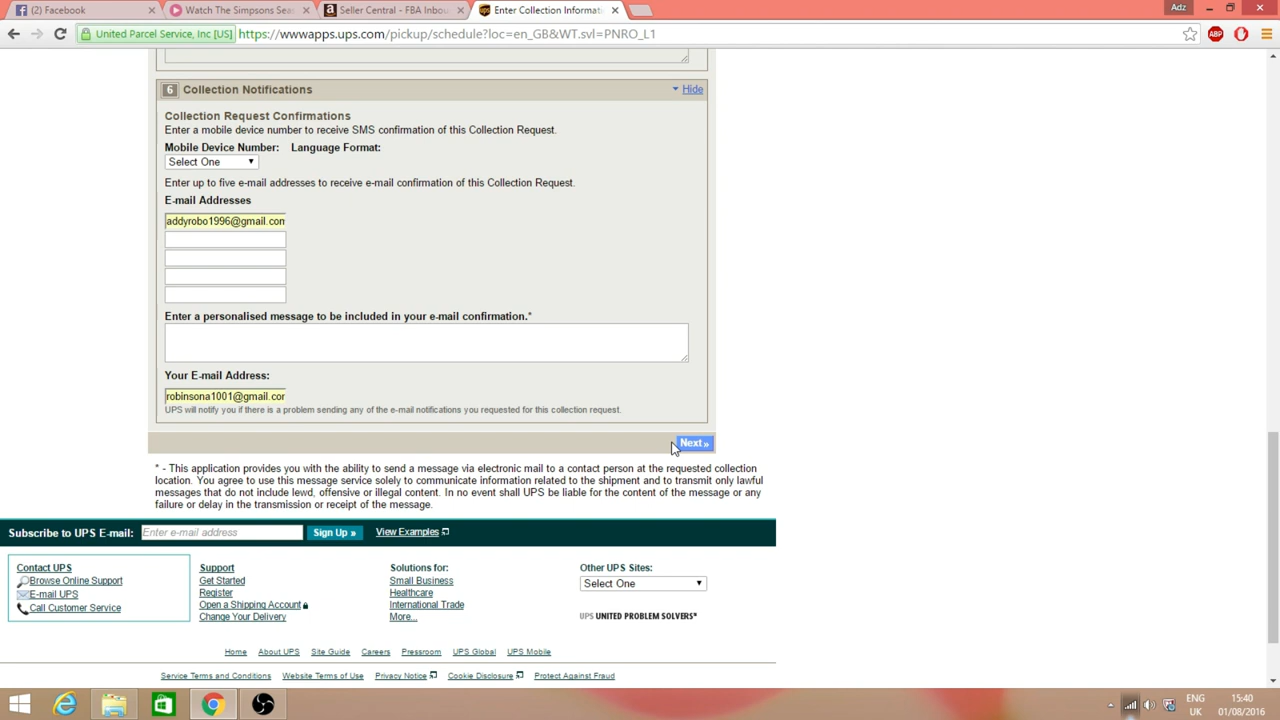 (2) Facebook
Watch The Simpsons Sea
Seller Central - FBA Inbou
Enter Collection Informati
Adz
United Parcel Service, Inc [US]
https://wwwapps.ups.com/pickup/schedule?loc=en_GB&WT.svl=PNRO_L1
ABP
6 Collection Notifications
Hide
Collection Request Confirmations
Enter a mobile device number to receive SMS confirmation of this Collection Request.
Mobile Device Number: Language Format:
Select One
Enter up to five e-mail addresses to receive e-mail confirmation of this Collection Request.
E-mail Addresses
addyrobo1996@gmail.com
Enter a personalised message to be included in your e-mail confirmation.*
Your E-mail Address:
robinsona1001@gmail.cor
UPS will notify you if there is a problem sending any of the e-mail notifications you requested for this collection request.
Next »
* - This application provides you with the ability to send a message via electronic mail to a contact person at the requested collection
location. You agree to use this message service solely to communicate information related to the shipment and to transmit only lawful
messages that do not include lewd, offensive or illegal content. In no event shall UPS be liable for the content of the message or any
failure or delay in the transmission or receipt of the message.
Subscribe to UPS E-mail: Enter e-mail address Sign Up » View Examples
Contact UPS
Browse Online Support
E-mail UPS
Call Customer Service
Support
Get Started
Register
Open a Shipping Account
Change Your Delivery
Solutions for:
Small Business
Healthcare
International Trade
More...
Other UPS Sites:
Select One
UPS UNITED PROBLEM SOLVERS™
Home About UPS Site Guide Careers Pressroom UPS Global UPS Mobile
Service Terms and Conditions Website Terms of Use Privacy Notice Cookie Disclosure Protect Against Fraud
ENG
UK
15:40
01/08/2016